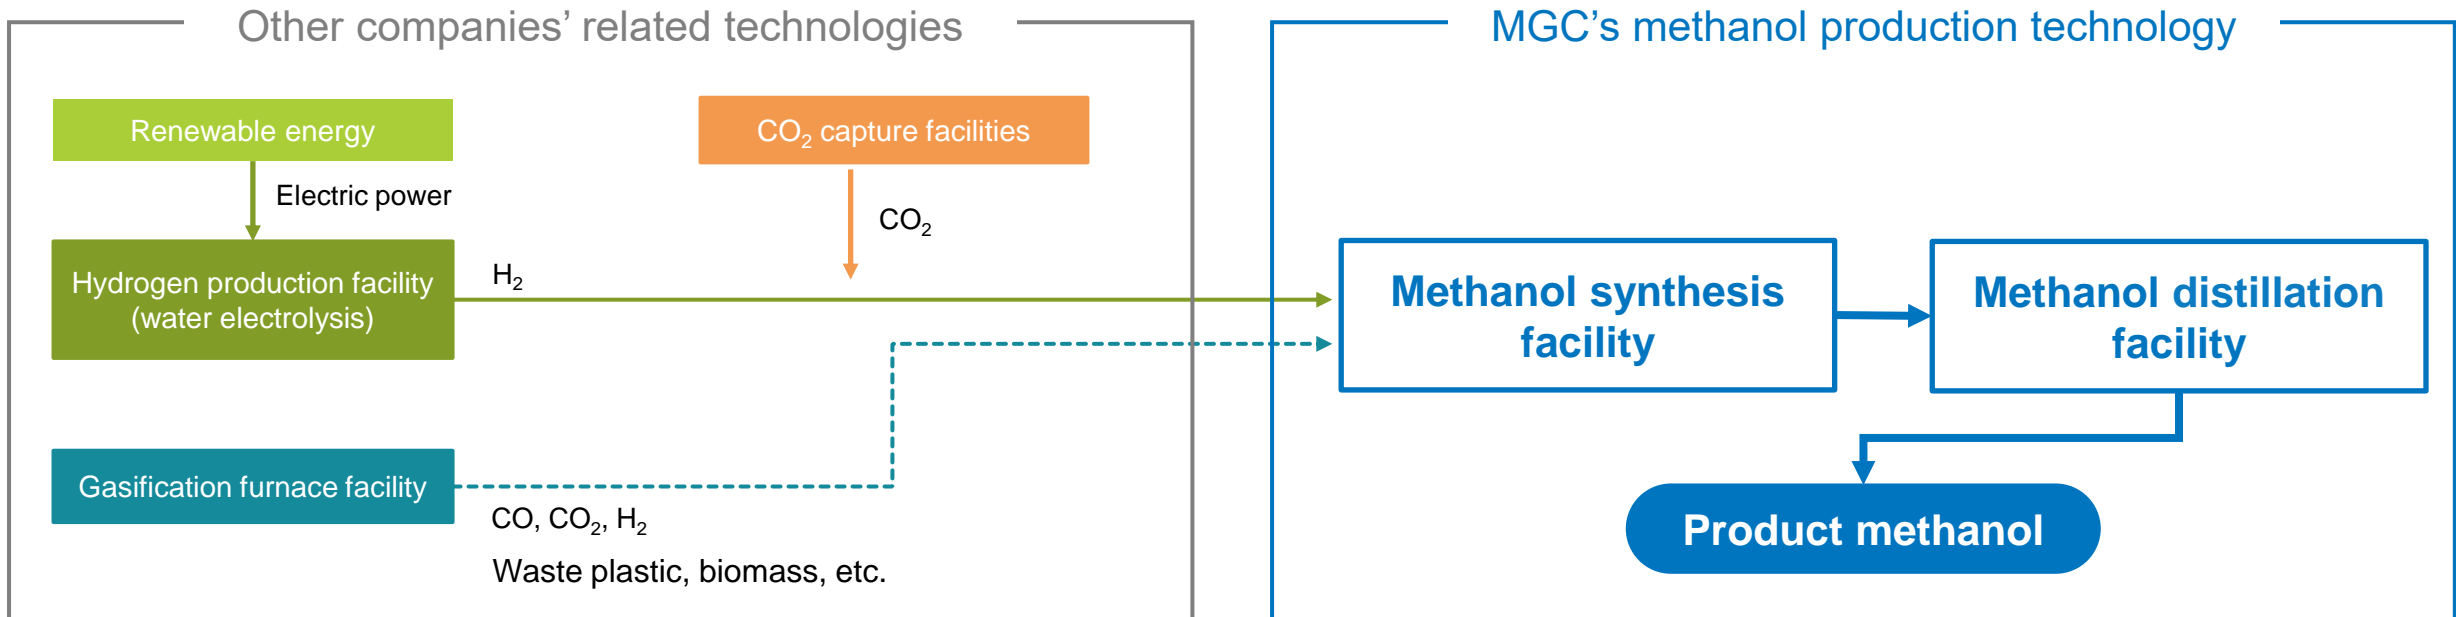 Other companies’ related technologies
Renewable energy
Electric power
Hydrogen production facility
(water electrolysis)
H₂
CO₂ capture facilities
CO₂
Gasification furnace facility
CO, CO₂, H₂
Waste plastic, biomass, etc.
MGC’s methanol production technology
Methanol synthesis
facility
Methanol distillation
facility
Product methanol